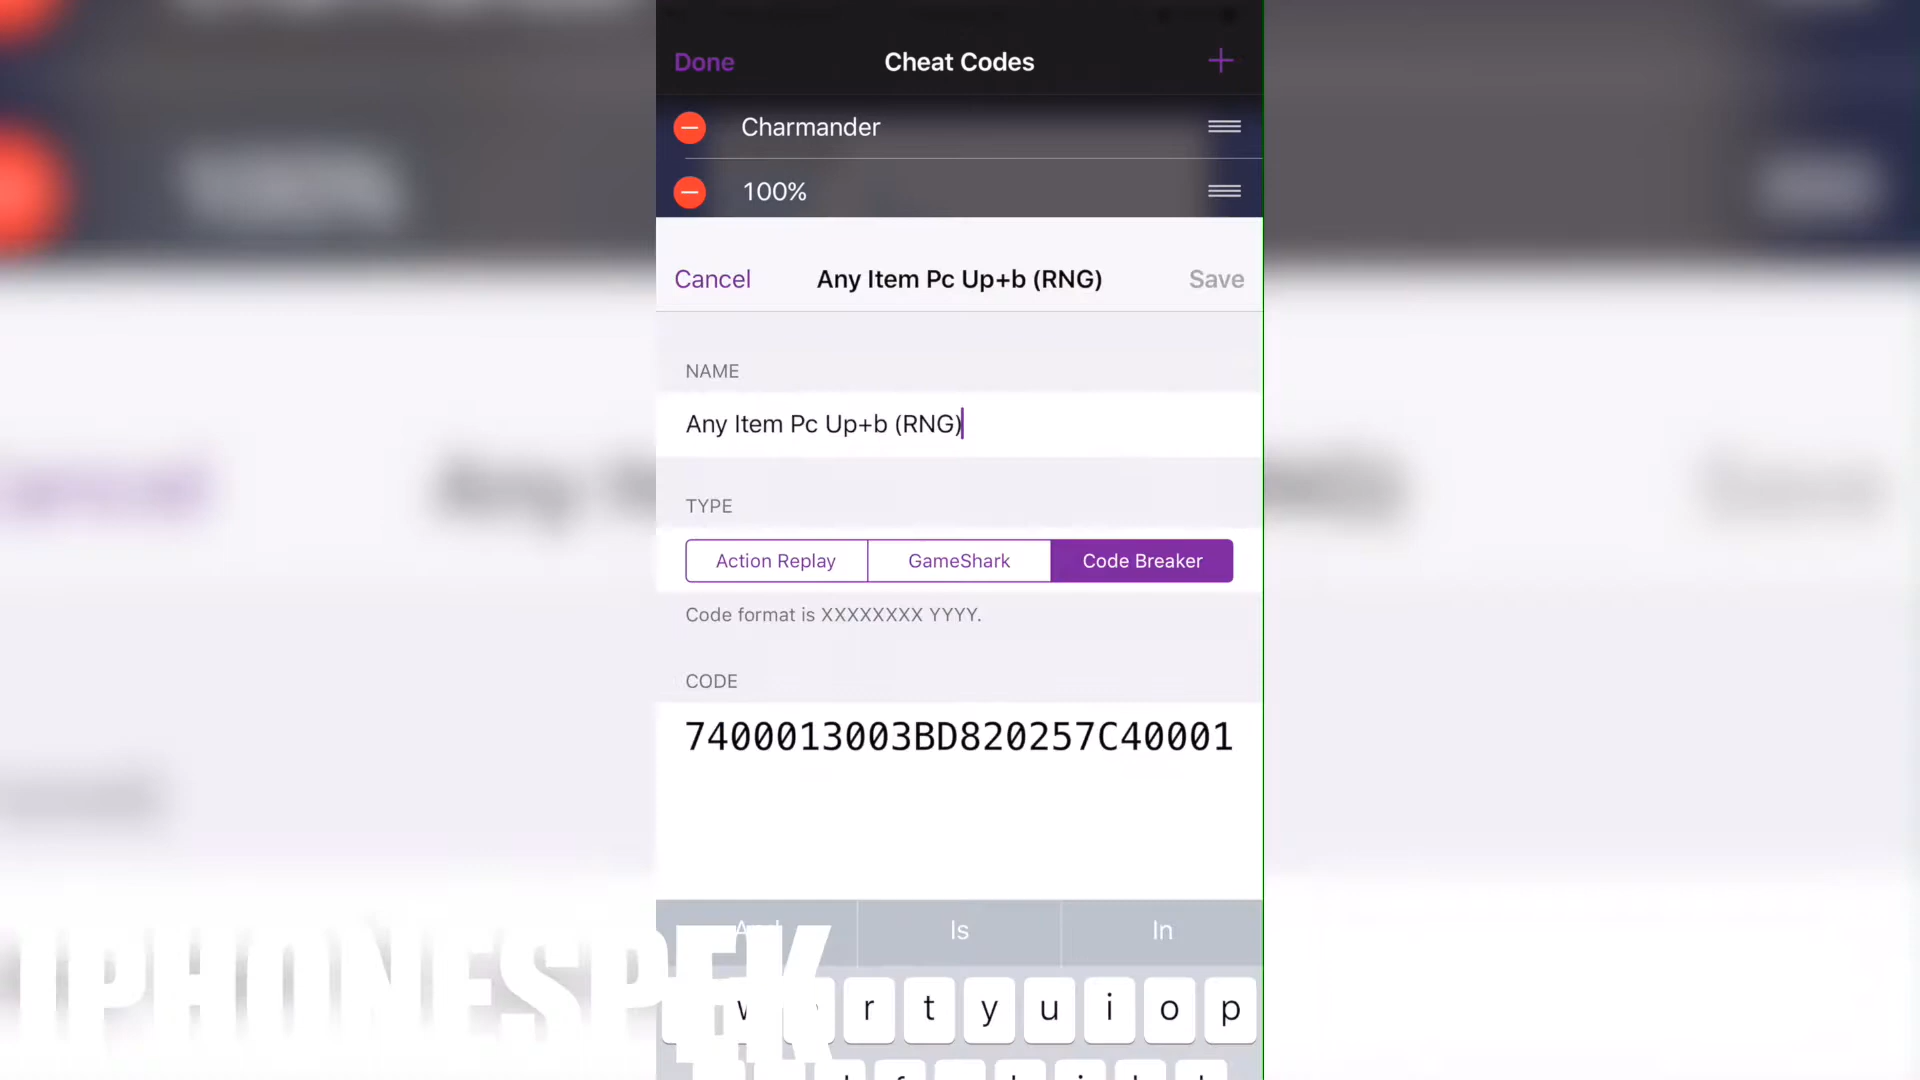 Done Cheat Codes +
Charmander
100%
Cancel Any Item Pc Up+b (RNG) Save
NAME
Any Item Pc Up+b (RNG)
TYPE
Action Replay GameShark Code Breaker
Code format is XXXXXXXX YYYY.
CODE
7400013003BD820257C40001
Is In
r t y u i o p
IPHONESPEK